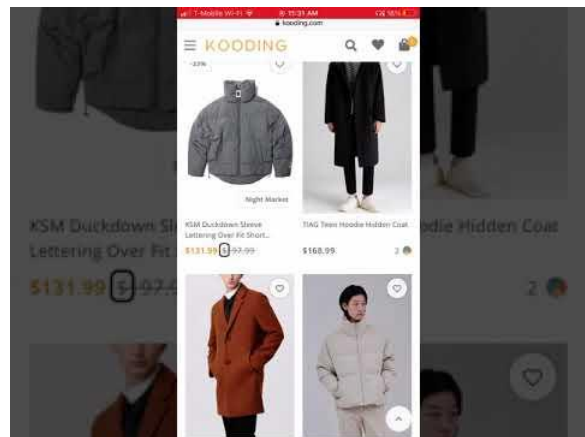 T-Mobile Wi-Fi 11:31 AM
kooding.com
KOODING
-33%
Night Market
KSM Duckdown Sleeve
Lettering Over Fit Short...
TIAG Teen Hoodie Hidden Coat
$131.99 $197.99
$168.99
2
KSM Duckdown Sle
Lettering Over Fit
$131.99 $197.9
odie Hidden Coat
2